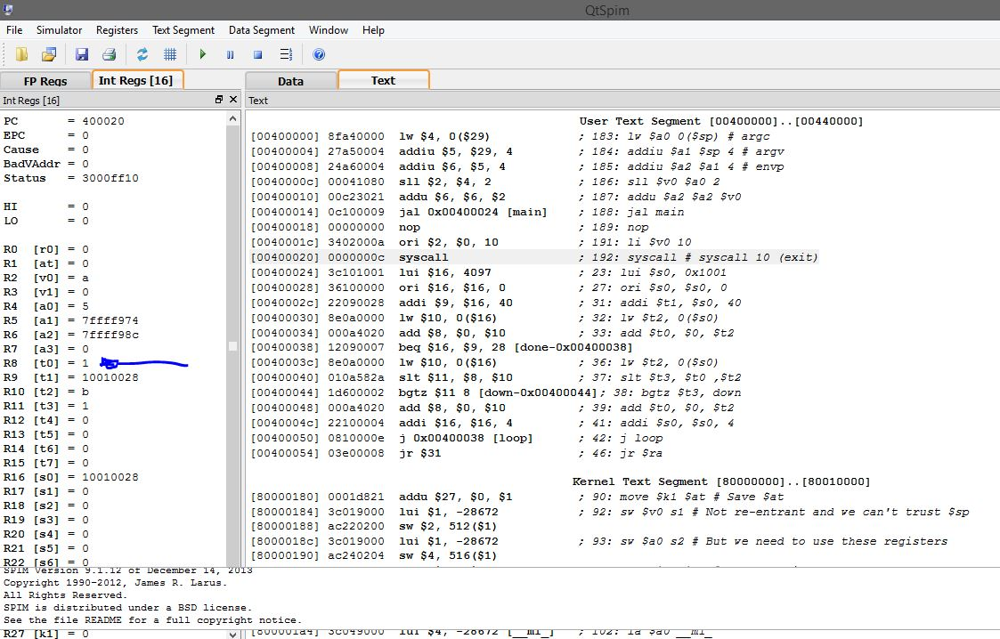 QtSpim
File Simulator Registers Text Segment Data Segment Window Help
FP Regs Int Regs [16] Data Text
Int Regs [16]
Text
PC = 400020
EPC = 0
Cause = 0
BadVAddr = 0
Status = 3000ff10
HI = 0
LO = 0
R0 [r0] = 0
R1 [at] = 0
R2 [v0] = a
R3 [v1] = 0
R4 [a0] = 5
R5 [a1] = 7ffff974
R6 [a2] = 7ffff98c
R7 [a3] = 0
R8 [t0] = 1
R9 [t1] = 10010028
R10 [t2] = b
R11 [t3] = 1
R12 [t4] = 0
R13 [t5] = 0
R14 [t6] = 0
R15 [t7] = 0
R16 [s0] = 10010028
R17 [s1] = 0
R18 [s2] = 0
R19 [s3] = 0
R20 [s4] = 0
R21 [s5] = 0
R22 [s6] = 0
User Text Segment [00400000]..[00440000]
[00400000] 8fa40000 lw $4, 0($29) ; 183: lw $a0 0($sp) # argc
[00400004] 27a50004 addiu $5, $29, 4 ; 184: addiu $a1 $sp 4 # argv
[00400008] 24a60004 addiu $6, $5, 4 ; 185: addiu $a2 $a1 4 # envp
[0040000c] 00041080 sll $2, $4, 2 ; 186: sll $v0 $a0 2
[00400010] 00c23021 addu $6, $6, $2 ; 187: addu $a2 $a2 $v0
[00400014] 0c100009 jal 0x00400024 [main] ; 188: jal main
[00400018] 00000000 nop ; 189: nop
[0040001c] 3402000a ori $2, $0, 10 ; 191: li $v0 10
[00400020] 0000000c syscall ; 192: syscall # syscall 10 (exit)
[00400024] 3c101001 lui $16, 4097 ; 23: lui $s0, 0x1001
[00400028] 36100000 ori $16, $16, 0 ; 27: ori $s0, $s0, 0
[0040002c] 22090028 addi $9, $16, 40 ; 31: addi $t1, $s0, 40
[00400030] 8e0a0000 lw $10, 0($16) ; 32: lw $t2, 0($s0)
[00400034] 000a4020 add $8, $0, $10 ; 33: add $t0, $0, $t2
[00400038] 12090007 beq $16, $9, 28 [done-0x00400038]
[0040003c] 8e0a0000 lw $10, 0($16) ; 36: lw $t2, 0($s0)
[00400040] 010a582a slt $11, $8, $10 ; 37: slt $t3, $t0 ,$t2
[00400044] 1d600002 bgtz $11 8 [down-0x00400044]; 38: bgtz $t3, down
[00400048] 000a4020 add $8, $0, $10 ; 39: add $t0, $0, $t2
[0040004c] 22100004 addi $16, $16, 4 ; 41: addi $s0, $s0, 4
[00400050] 0810000e j 0x00400038 [loop] ; 42: j loop
[00400054] 03e00008 jr $31 ; 46: jr $ra
Kernel Text Segment [80000000]..[80010000]
[80000180] 0001d821 addu $27, $0, $1 ; 90: move $k1 $at # Save $at
[80000184] 3c019000 lui $1, -28672 ; 92: sw $v0 s1 # Not re-entrant and we can't trust $sp
[80000188] ac220200 sw $2, 512($1)
[8000018c] 3c019000 lui $1, -28672 ; 93: sw $a0 s2 # But we need to use these registers
[80000190] ac240204 sw $4, 516($1)
SPIM Version 9.1.12 of December 14, 2013
Copyright 1990-2012, James R. Larus.
All Rights Reserved.
SPIM is distributed under a BSD license.
See the file README for a full copyright notice.
R27 [k1] = 0
[800001a4] 3c049000 lui $4, -28672 [__m1_] ; 102: la $a0 __m1_